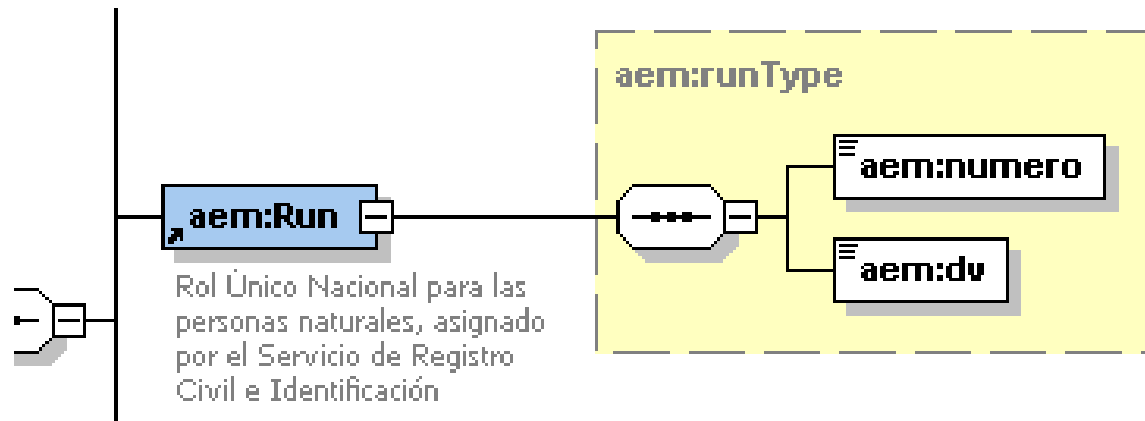 aem:runType
aem:numero
aem:Run
aem:dv
Rol Único Nacional para las
personas naturales, asignado
por el Servicio de Registro
Civil e Identificación